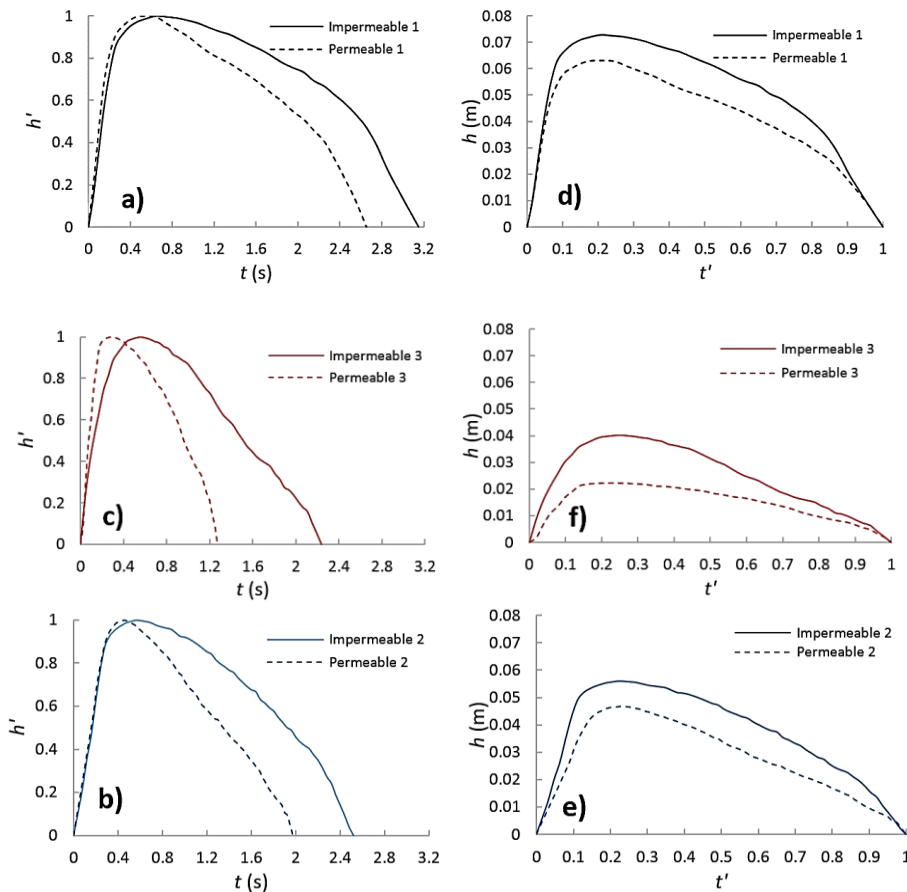 1
0.8
0.6
0.4
0.2
0
h'
Impermeable 1
Permeable 1
a)
0 0.4 0.8 1.2 1.6 2 2.4 2.8 3.2
t (s)
0.08
0.07
0.06
0.05
0.04
0.03
0.02
0.01
0
h (m)
Impermeable 1
Permeable 1
d)
0 0.1 0.2 0.3 0.4 0.5 0.6 0.7 0.8 0.9 1
t'
1
0.8
0.6
0.4
0.2
0
h'
Impermeable 3
Permeable 3
c)
0 0.4 0.8 1.2 1.6 2 2.4 2.8 3.2
t (s)
0.08
0.07
0.06
0.05
0.04
0.03
0.02
0.01
0
h (m)
Impermeable 3
Permeable 3
f)
0 0.1 0.2 0.3 0.4 0.5 0.6 0.7 0.8 0.9 1
t'
1
0.8
0.6
0.4
0.2
0
h'
Impermeable 2
Permeable 2
b)
0 0.4 0.8 1.2 1.6 2 2.4 2.8 3.2
t (s)
0.08
0.07
0.06
0.05
0.04
0.03
0.02
0.01
0
h (m)
Impermeable 2
Permeable 2
e)
0 0.1 0.2 0.3 0.4 0.5 0.6 0.7 0.8 0.9 1
t'